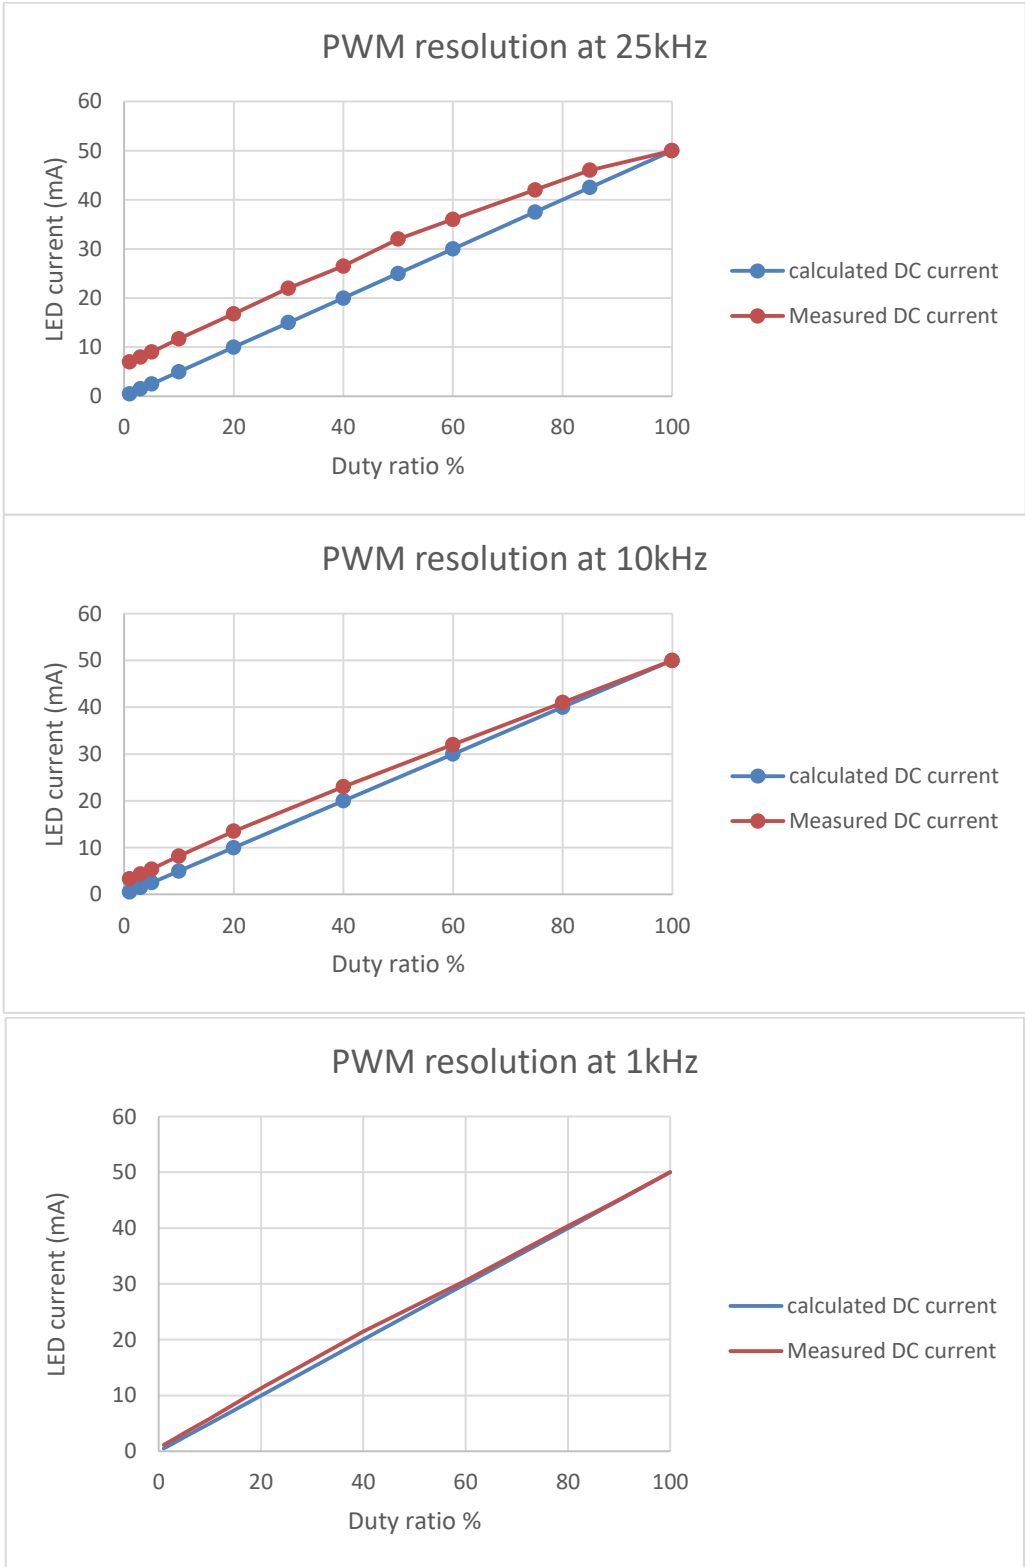 PWM resolution at 25kHz
60
50
40
30
20
10
0
LED current (mA)
0 20 40 60 80 100
Duty ratio %
calculated DC current
Measured DC current
PWM resolution at 10kHz
60
50
40
30
20
10
0
LED current (mA)
0 20 40 60 80 100
Duty ratio %
calculated DC current
Measured DC current
PWM resolution at 1kHz
60
50
40
30
20
10
0
LED current (mA)
0 20 40 60 80 100
Duty ratio %
calculated DC current
Measured DC current